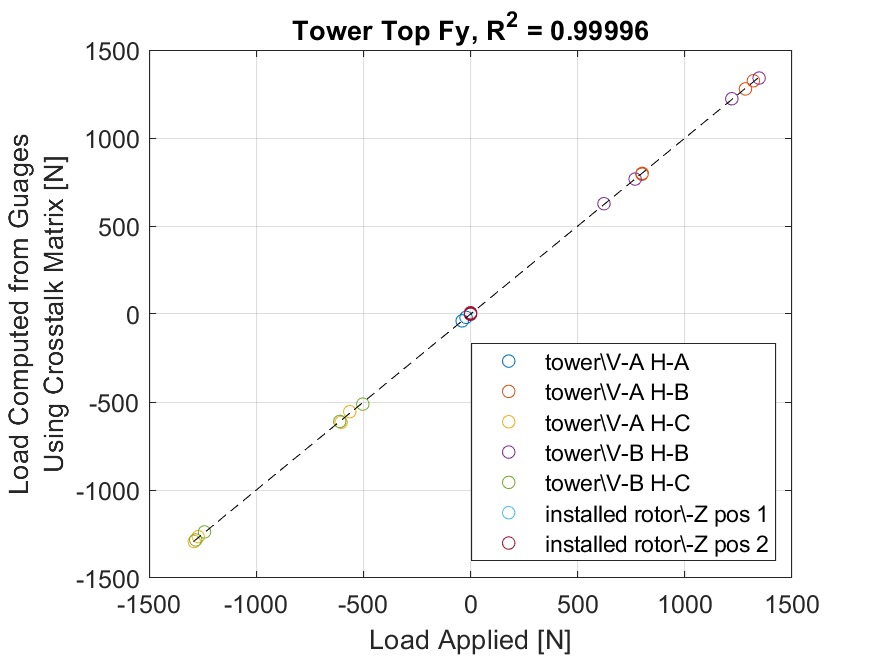 Tower Top Fy, R² = 0.99996
Load Computed from Guages
Using Crosstalk Matrix [N]
1500
1000
500
0
-500
-1000
-1500
tower\V-A H-A
tower\V-A H-B
tower\V-A H-C
tower\V-B H-B
tower\V-B H-C
installed rotor\-Z pos 1
installed rotor\-Z pos 2
-1500 -1000 -500 0 500 1000 1500
Load Applied [N]